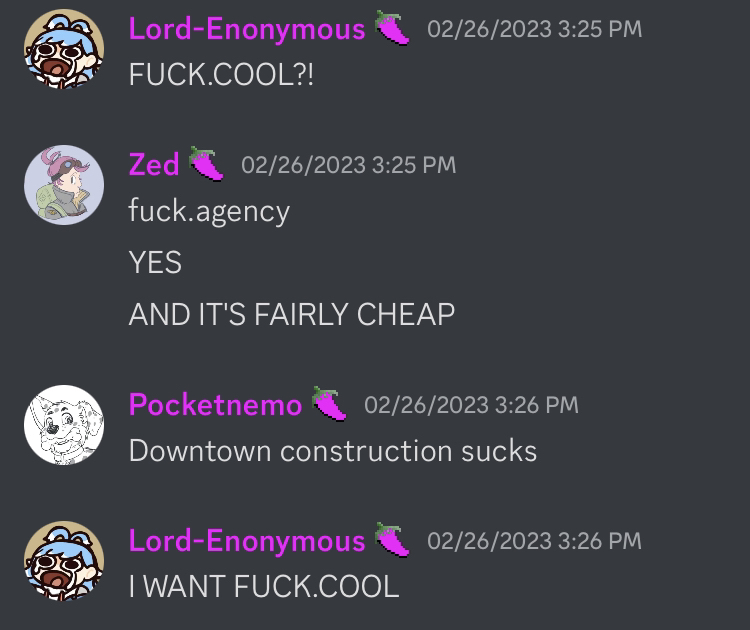 Lord-Enonymous 02/26/2023 3:25 PM
FUCK.COOL?!
Zed 02/26/2023 3:25 PM
fuck.agency
YES
AND IT'S FAIRLY CHEAP
Pocketnemo 02/26/2023 3:26 PM
Downtown construction sucks
Lord-Enonymous 02/26/2023 3:26 PM
I WANT FUCK.COOL